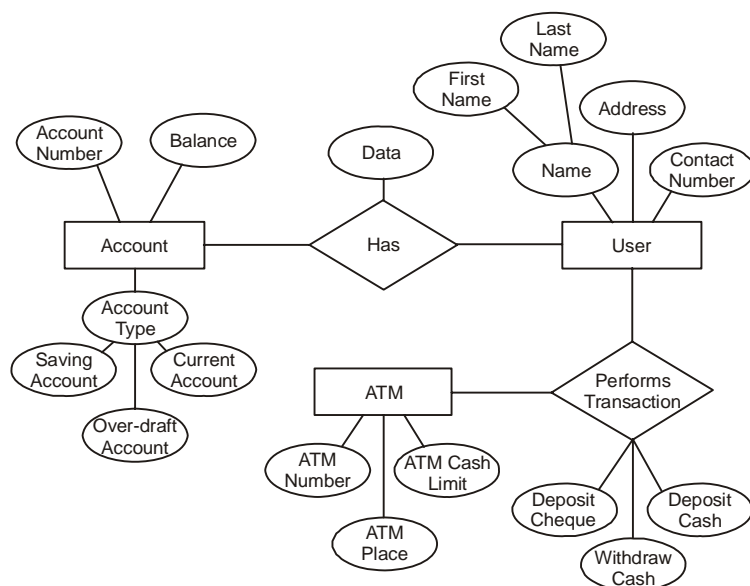 Last
Name
First
Name
Address
Account
Number
Balance
Data
Name
Contact
Number
Account
Has
User
Account
Type
Saving
Account
Current
Account
Over-draft
Account
ATM
Performs
Transaction
ATM
Number
ATM Cash
Limit
ATM
Place
Deposit
Cheque
Deposit
Cash
Withdraw
Cash